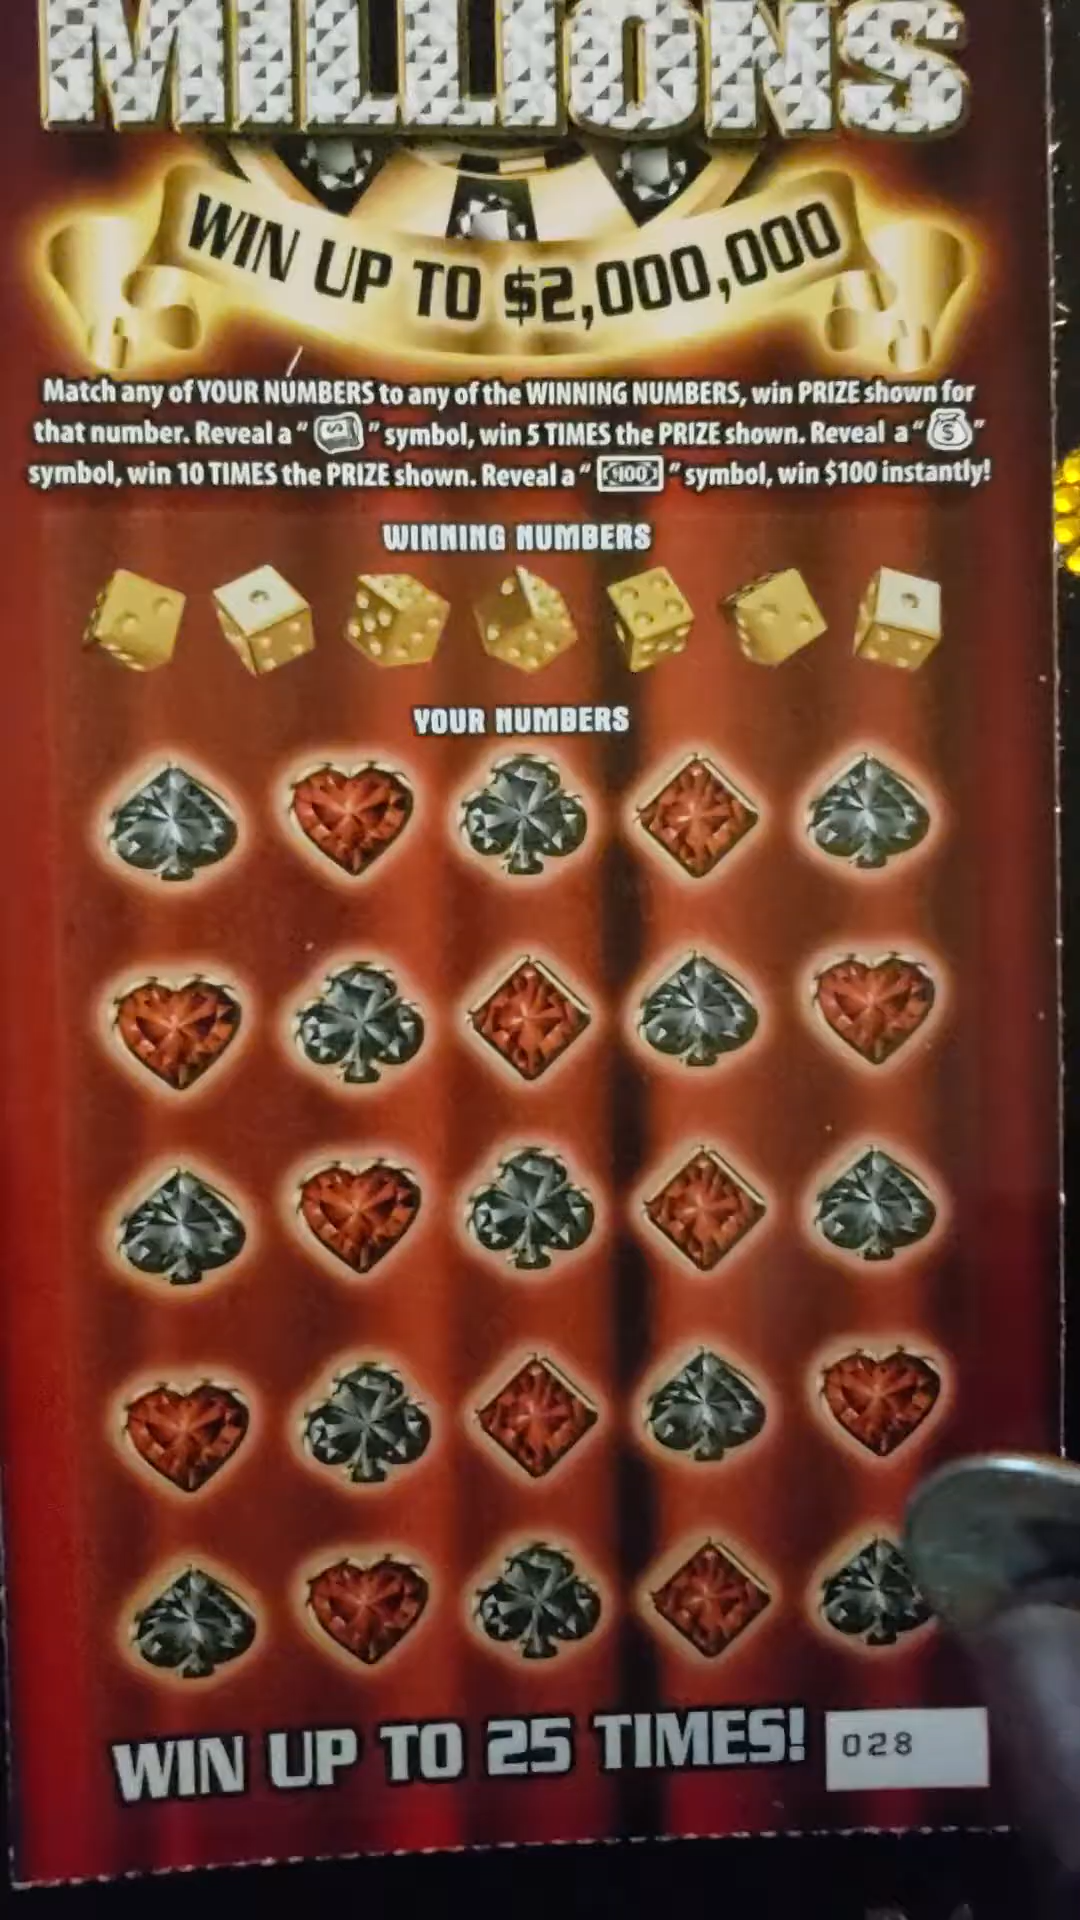 MILLIONS
WIN UP TO $2,000,000
Match any of YOUR NUMBERS to any of the WINNING NUMBERS, win PRIZE shown for
that number. Reveal a " $ " symbol, win 5 TIMES the PRIZE shown. Reveal a " $ "
symbol, win 10 TIMES the PRIZE shown. Reveal a " $100 " symbol, win $100 instantly!
WINNING NUMBERS
YOUR NUMBERS
WIN UP TO 25 TIMES! 028